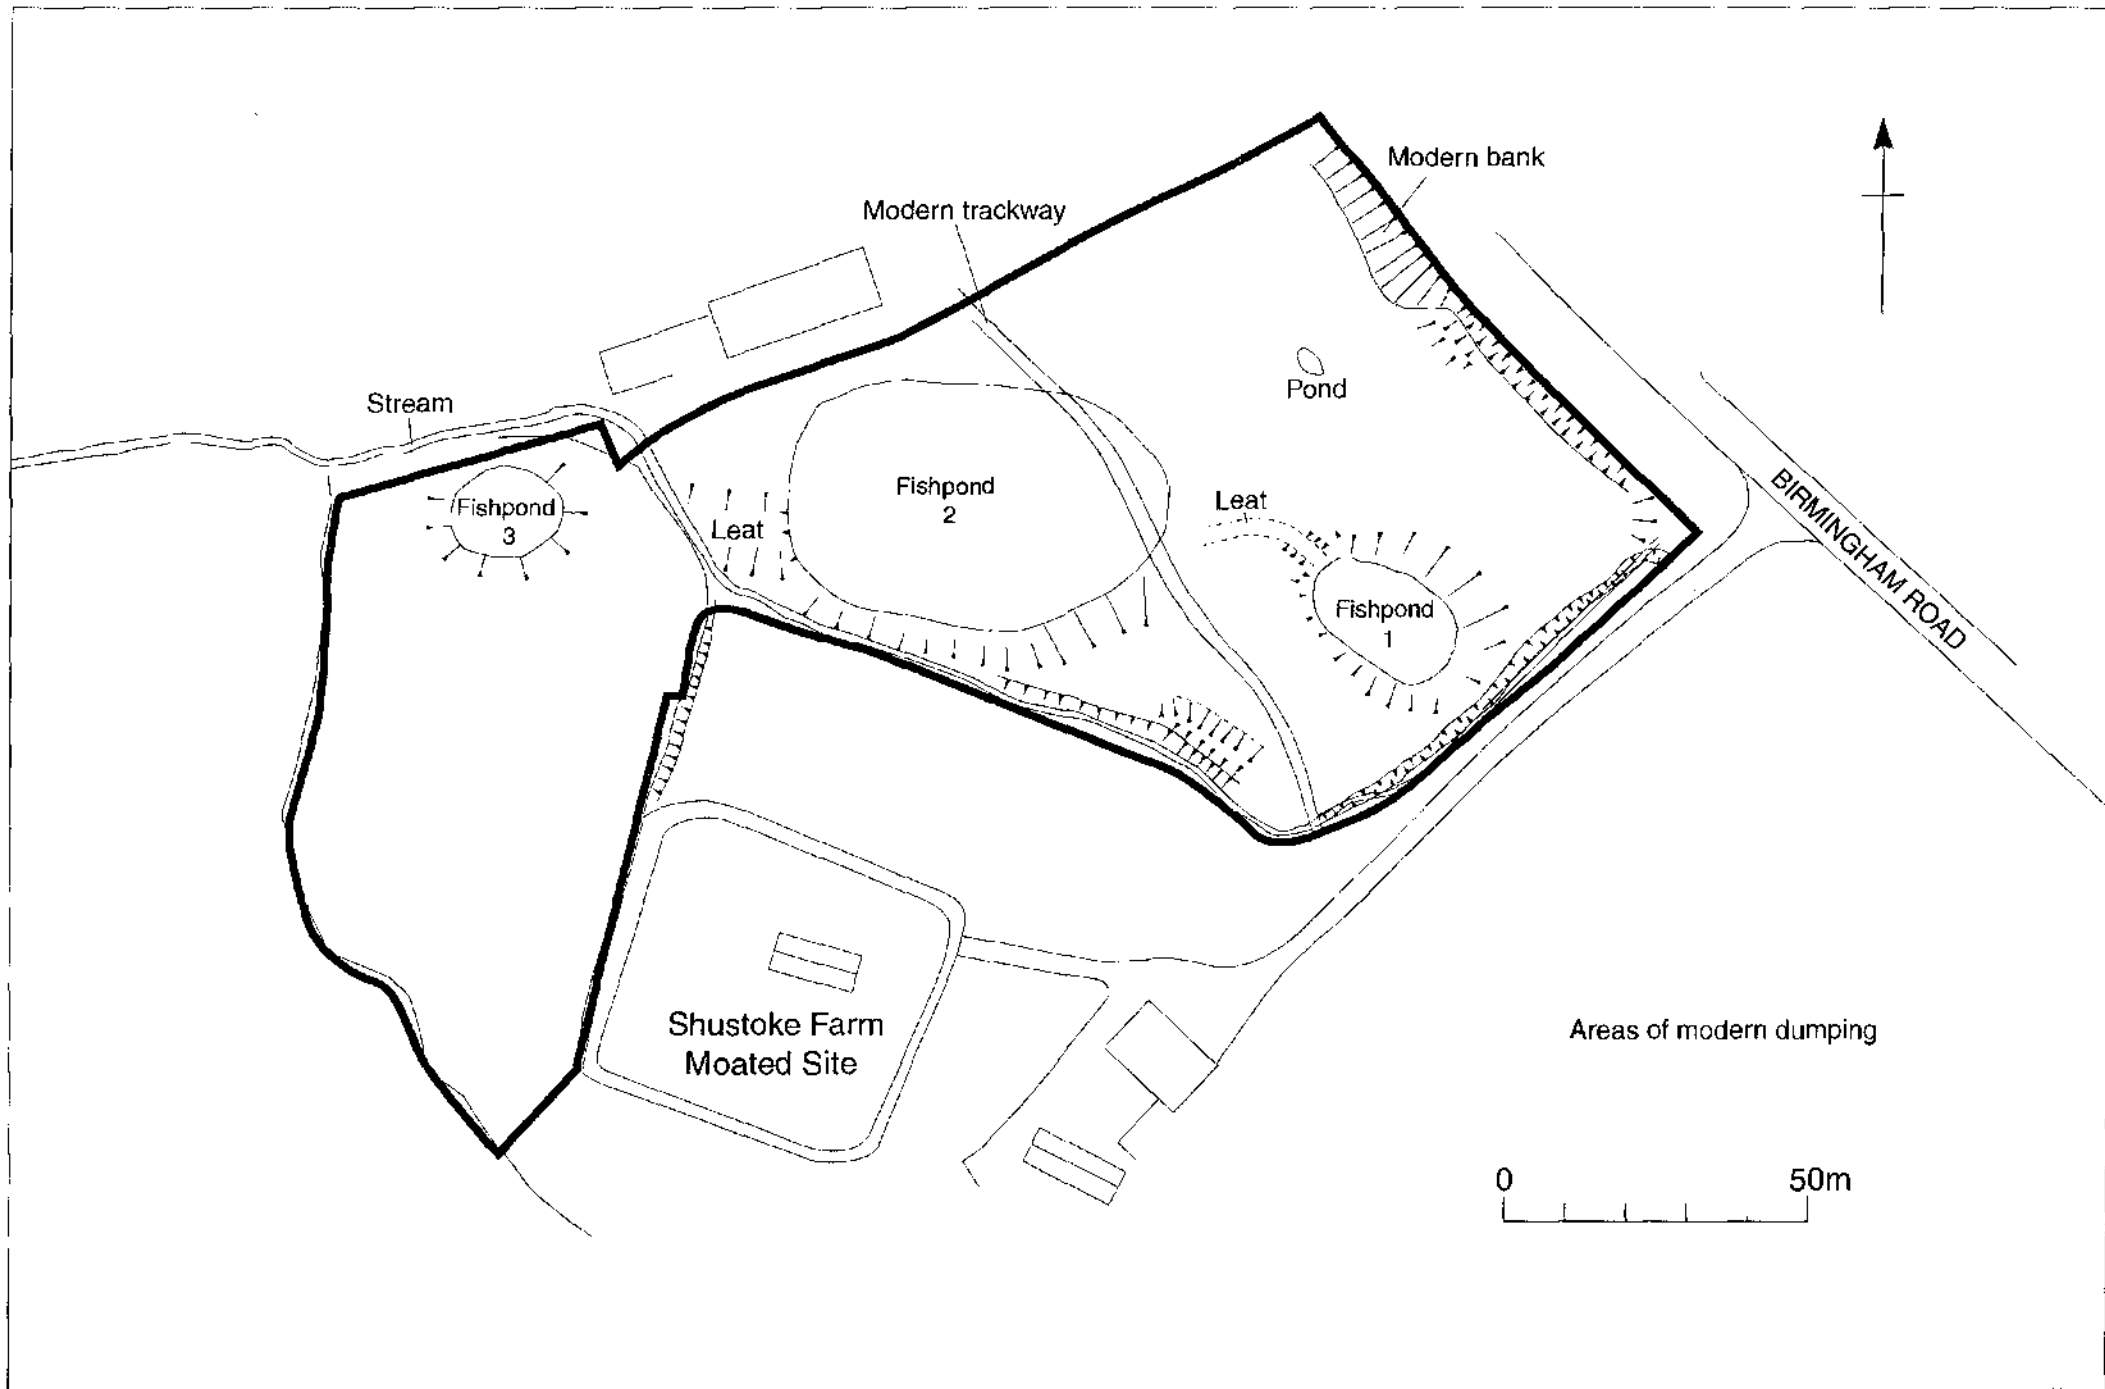 Modern bank
Modern trackway
Pond
Stream
Fishpond
2
Leat
Fishpond
3
Leat
Fishpond
1
BIRMINGHAM ROAD
Shustoke Farm
Moated Site
Areas of modern dumping
0 50m